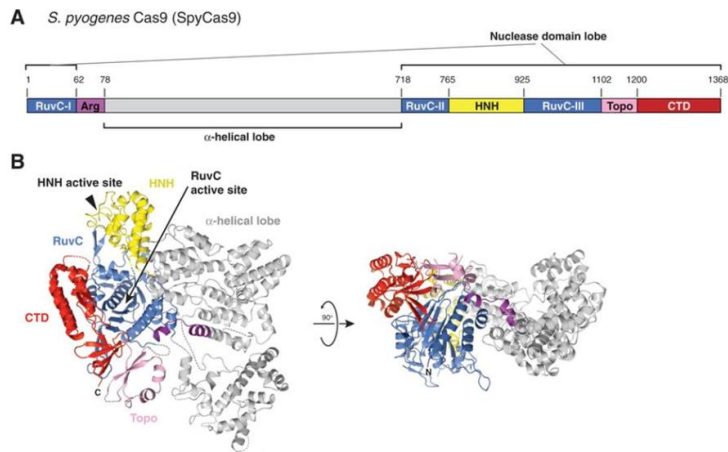 A S. pyogenes Cas9 (SpyCas9)
Nuclease domain lobe
1 62 78 718 765 925 1102 1200 1368
RuvC-I Arg RuvC-II HNH RuvC-III Topo CTD
α-helical lobe
B
HNH active site
HNH
RuvC
active site
α-helical lobe
RuvC
CTD
C
Topo
90°
N